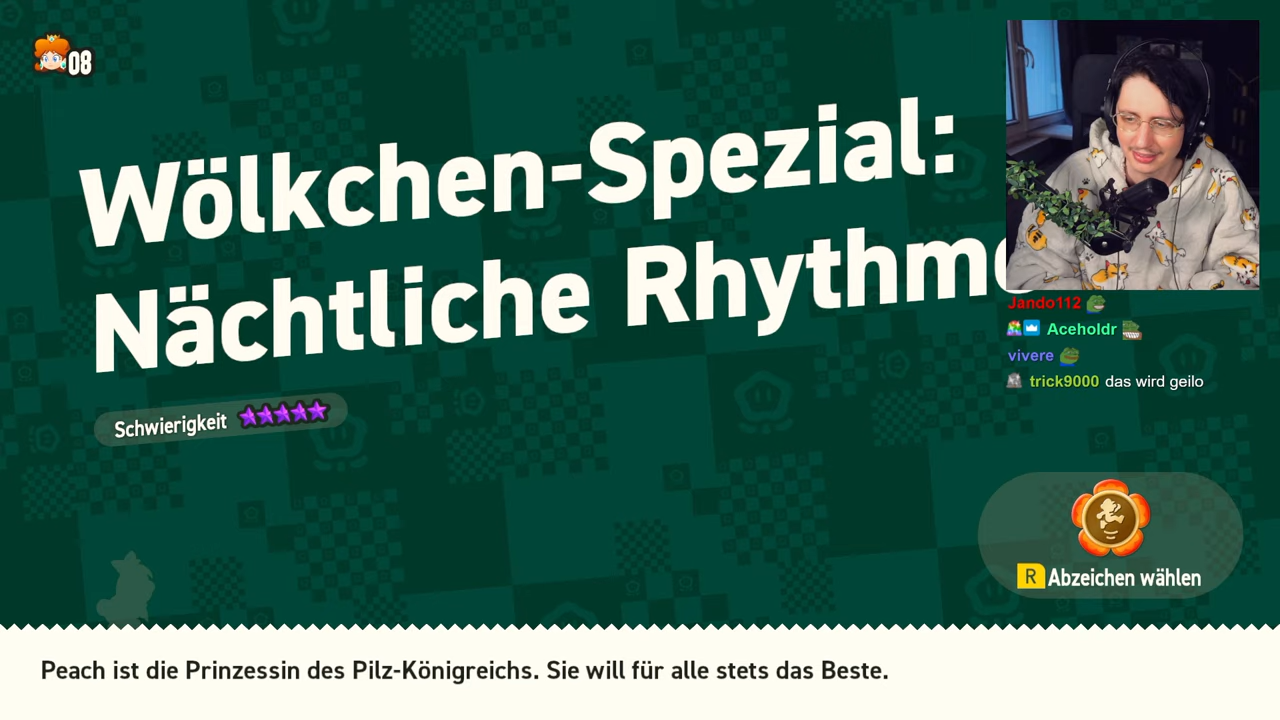 08
Wölkchen-Spezial:
Nächtliche Rhythme
Schwierigkeit
Jando112
Aceholdr
vivere
trick9000 das wird geilo
R Abzeichen wählen
Peach ist die Prinzessin des Pilz-Königreichs. Sie will für alle stets das Beste.